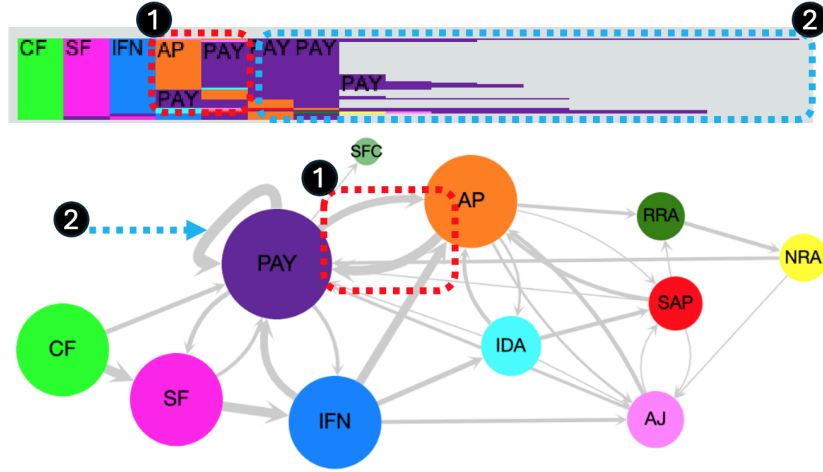 1 2
CF SF IFN AP PAY PAY PAY
PAY PAY
SFC
1
AP
2
RRA
PAY
NRA
SAP
CF
IDA
SF
IFN
AJ